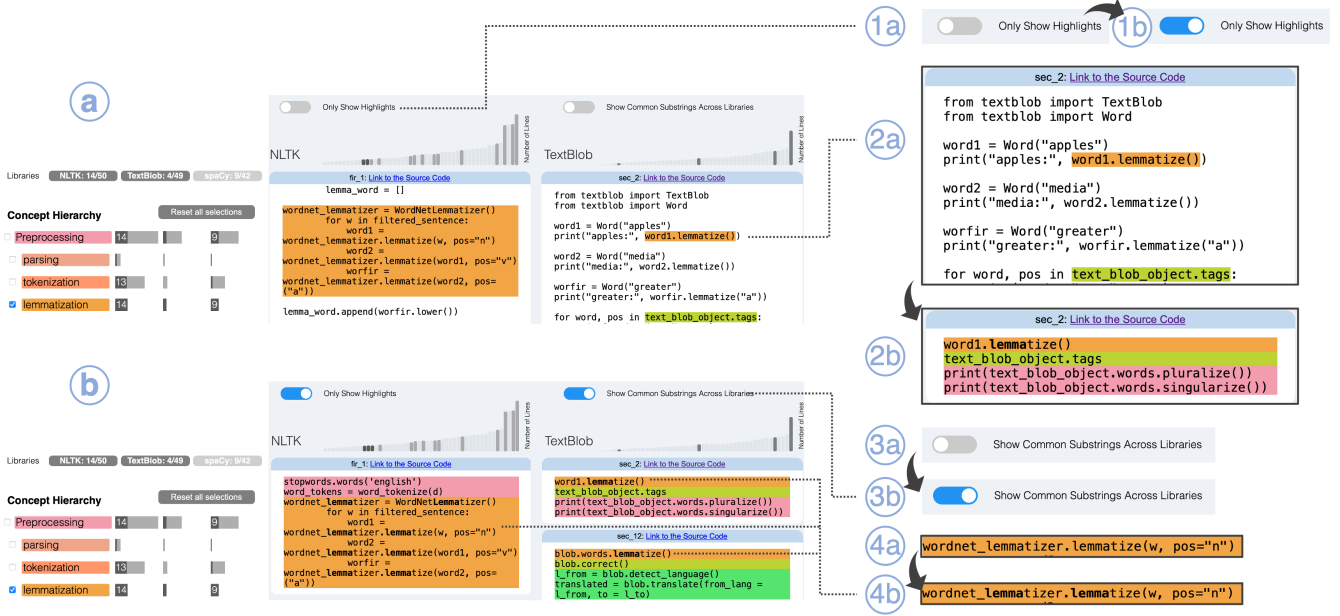 1a
Only Show Highlights
1b
Only Show Highlights
a
Only Show Highlights
Show Common Substrings Across Libraries
NLTK
Number of Lines
TextBlob
Number of Lines
Libraries
NLTK: 14/50
TextBlob: 4/49
spaCy: 9/42
Concept Hierarchy
Reset all selections
Preprocessing
14
9
parsing
tokenization
13
lemmatization
14
9
fir_1: Link to the Source Code
lemma_word = []
wordnet_lemmatizer = WordNetLemmatizer()
for w in filtered_sentence:
word1 =
wordnet_lemmatizer.lemmatize(w, pos="n")
word2 =
wordnet_lemmatizer.lemmatize(word1, pos="v")
worfir =
wordnet_lemmatizer.lemmatize(word2, pos=
("a"))
lemma_word.append(worfir.lower())
sec_2: Link to the Source Code
from textblob import TextBlob
from textblob import Word
word1 = Word("apples")
print("apples:", word1.lemmatize())
word2 = Word("media")
print("media:", word2.lemmatize())
worfir = Word("greater")
print("greater:", worfir.lemmatize("a"))
for word, pos in text_blob_object.tags:
2a
sec_2: Link to the Source Code
from textblob import TextBlob
from textblob import Word
word1 = Word("apples")
print("apples:", word1.lemmatize())
word2 = Word("media")
print("media:", word2.lemmatize())
worfir = Word("greater")
print("greater:", worfir.lemmatize("a"))
for word, pos in text_blob_object.tags:
2b
sec_2: Link to the Source Code
word1.lemmatize()
text_blob_object.tags
print(text_blob_object.words.pluralize())
print(text_blob_object.words.singularize())
b
Only Show Highlights
Show Common Substrings Across Libraries
NLTK
Number of Lines
TextBlob
Number of Lines
Libraries
NLTK: 14/50
TextBlob: 4/49
spaCy: 9/42
Concept Hierarchy
Reset all selections
Preprocessing
14
9
parsing
tokenization
13
lemmatization
14
9
fir_1: Link to the Source Code
stopwords.words('english')
word_tokens = word_tokenize(d)
wordnet_lemmatizer = WordNetLemmatizer()
for w in filtered_sentence:
word1 =
wordnet_lemmatizer.lemmatize(w, pos="n")
word2 =
wordnet_lemmatizer.lemmatize(word1, pos="v")
worfir =
wordnet_lemmatizer.lemmatize(word2, pos=
("a"))
sec_2: Link to the Source Code
word1.lemmatize()
text_blob_object.tags
print(text_blob_object.words.pluralize())
print(text_blob_object.words.singularize())
sec_12: Link to the Source Code
blob.words.lemmatize()
blob.correct()
l_from = blob.detect_language()
translated = blob.translate(from_lang =
l_from, to = l_to)
3a
Show Common Substrings Across Libraries
3b
Show Common Substrings Across Libraries
4a
wordnet_lemmatizer.lemmatize(w, pos="n")
4b
wordnet_lemmatizer.lemmatize(w, pos="n")